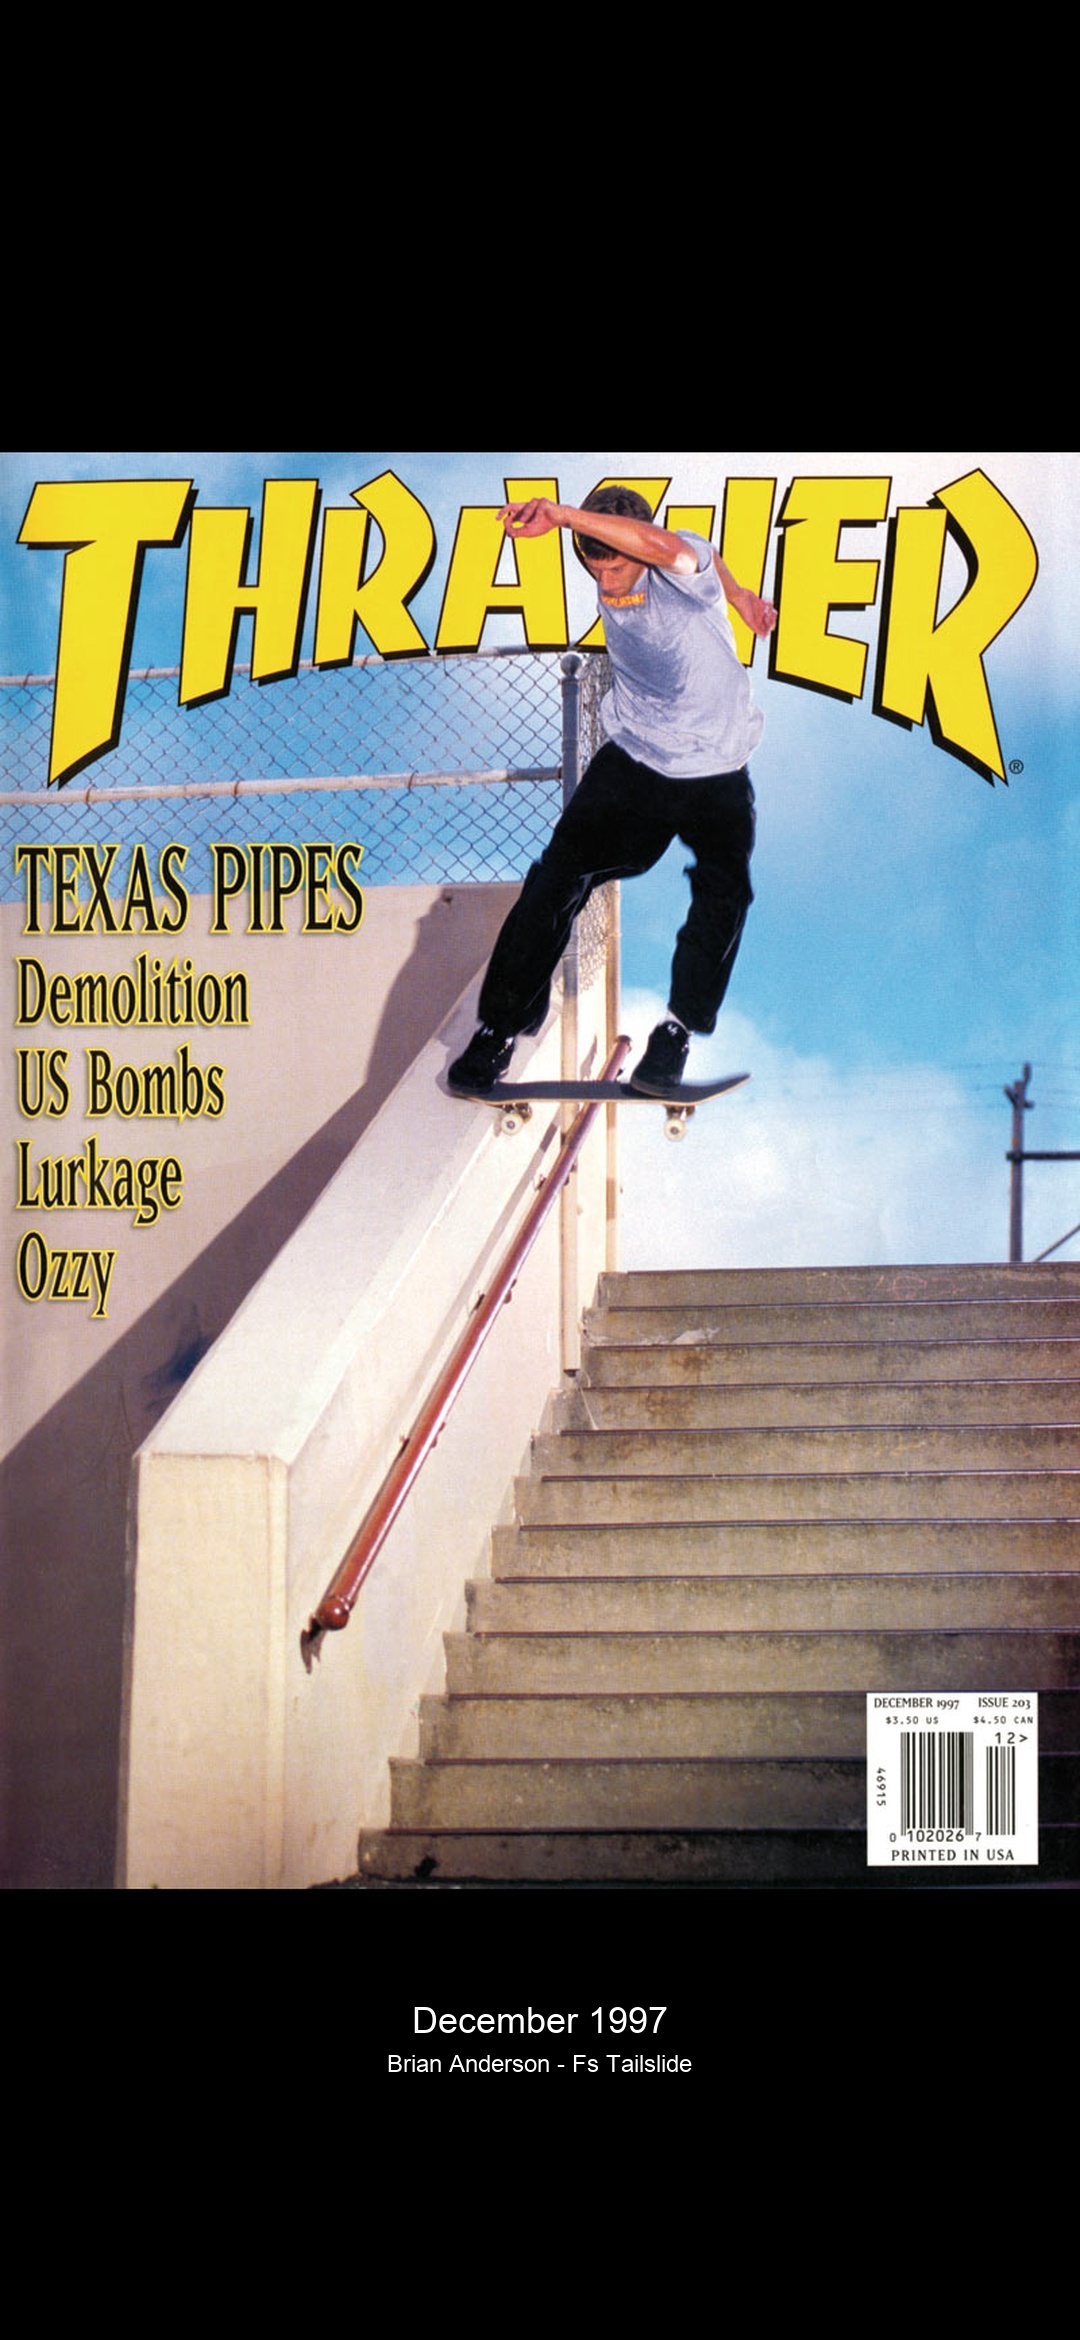 THRASHER
®
TEXAS PIPES
Demolition
US Bombs
Lurkage
Ozzy
DECEMBER 1997 ISSUE 203
$3.50 US $4.50 CAN
12>
46915
0 102026 7
PRINTED IN USA
December 1997
Brian Anderson - Fs Tailslide